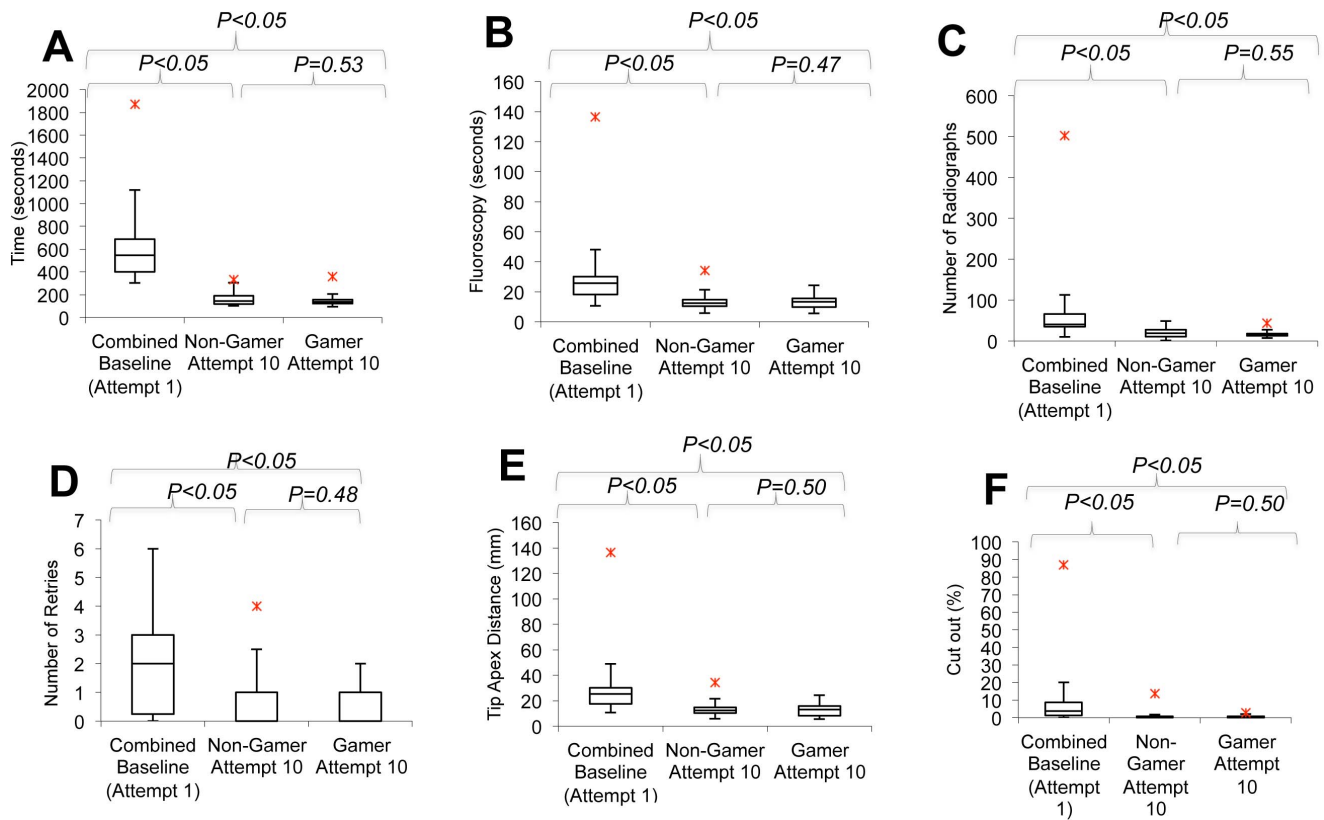 A
P<0.05
P<0.05
P=0.53
Time (seconds)
2000
1800
1600
1400
1200
1000
800
600
400
200
0
Combined
Baseline
(Attempt 1)
Non-Gamer
Attempt 10
Gamer
Attempt 10
B
P<0.05
P<0.05
P=0.47
Fluoroscopy (seconds)
160
140
120
100
80
60
40
20
0
Combined
Baseline
(Attempt 1)
Non-Gamer
Attempt 10
Gamer
Attempt 10
C
P<0.05
P<0.05
P=0.55
Number of Radiographs
600
500
400
300
200
100
0
Combined
Baseline
(Attempt 1)
Non-Gamer
Attempt 10
Gamer
Attempt 10
D
P<0.05
P<0.05
P=0.48
Number of Retries
7
6
5
4
3
2
1
0
Combined
Baseline
(Attempt 1)
Non-Gamer
Attempt 10
Gamer
Attempt 10
E
P<0.05
P<0.05
P=0.50
Tip Apex Distance (mm)
160
140
120
100
80
60
40
20
0
Combined
Baseline
(Attempt 1)
Non-Gamer
Attempt 10
Gamer
Attempt 10
F
P<0.05
P<0.05
P=0.50
Cut out (%)
100
90
80
70
60
50
40
30
20
10
0
Combined
Baseline
(Attempt
1)
Non-
Gamer
Attempt
10
Gamer
Attempt
10